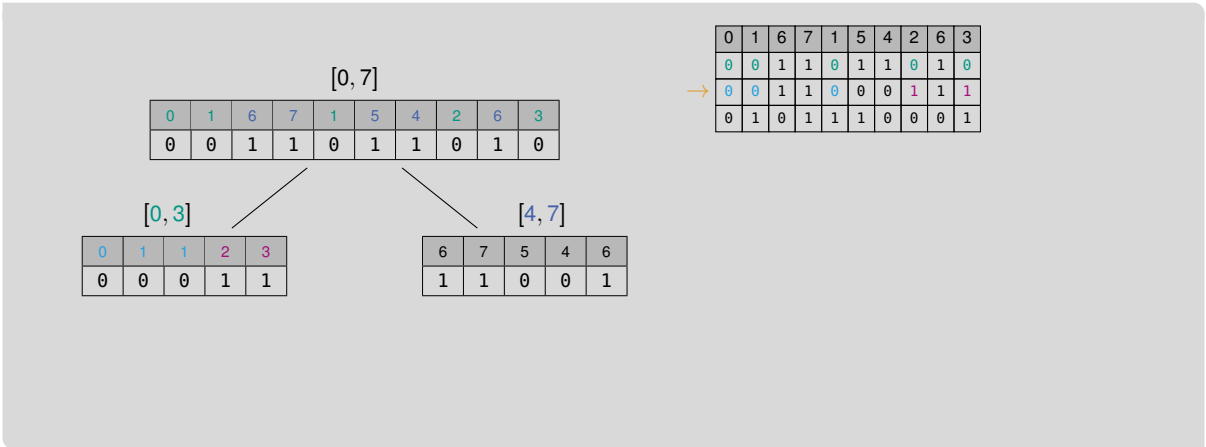 [0, 7]
0 1 6 7 1 5 4 2 6 3
0 0 1 1 0 1 1 0 1 0
[0, 3]
0 1 1 2 3
0 0 0 1 1
[4, 7]
6 7 5 4 6
1 1 0 0 1
0 1 6 7 1 5 4 2 6 3
0 0 1 1 0 1 1 0 1 0
→ 0 0 1 1 0 0 0 1 1 1
0 1 0 1 1 1 0 0 0 1